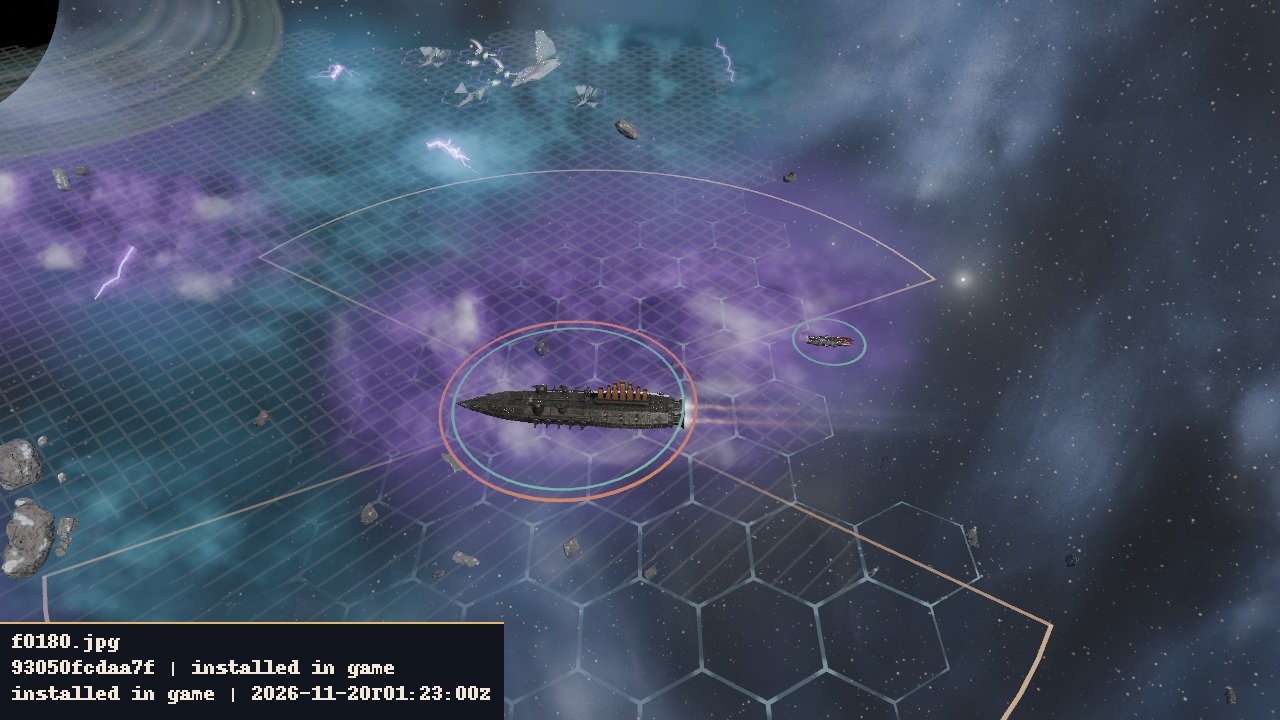 f0180.jpg
93050fcdaa7f | installed in game
installed in game | 2026-11-20T01:23:00Z